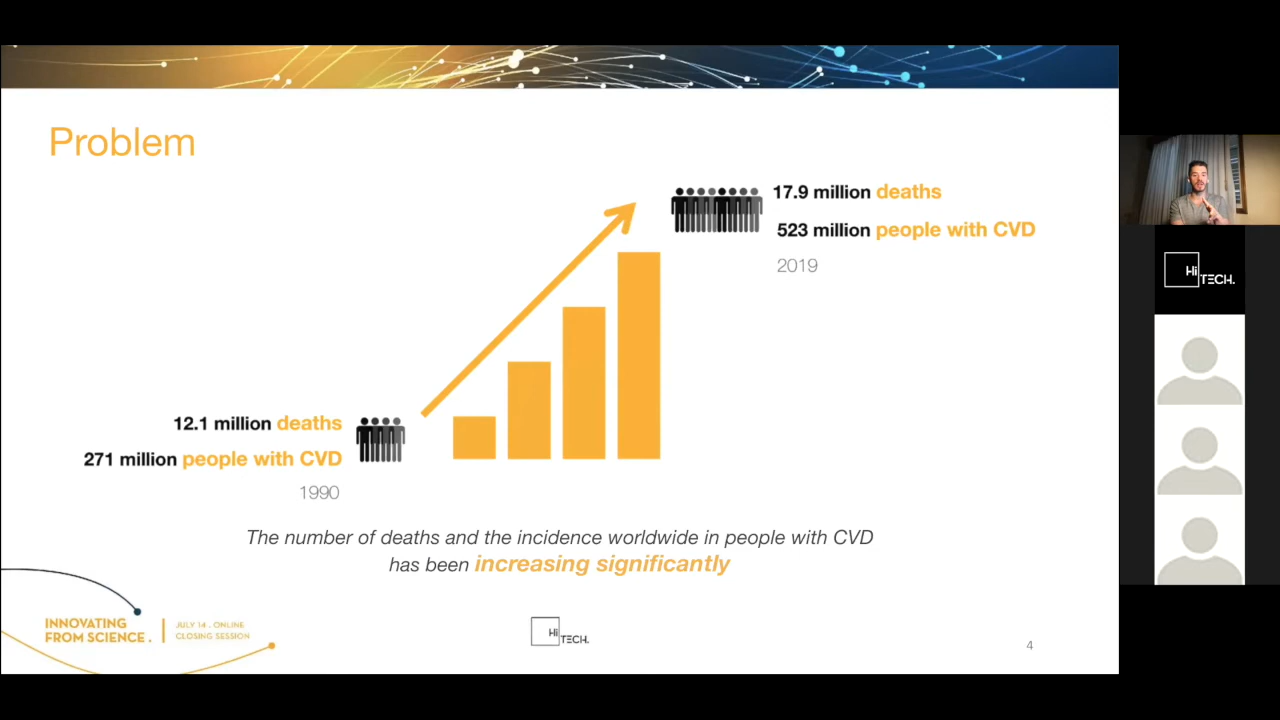 Problem
17.9 million deaths
523 million people with CVD
2019
12.1 million deaths
271 million people with CVD
1990
The number of deaths and the incidence worldwide in people with CVD
has been increasing significantly
INNOVATING
FROM SCIENCE .
JULY 14 . ONLINE
CLOSING SESSION
Hi
TECH.
4
Hi
TECH.